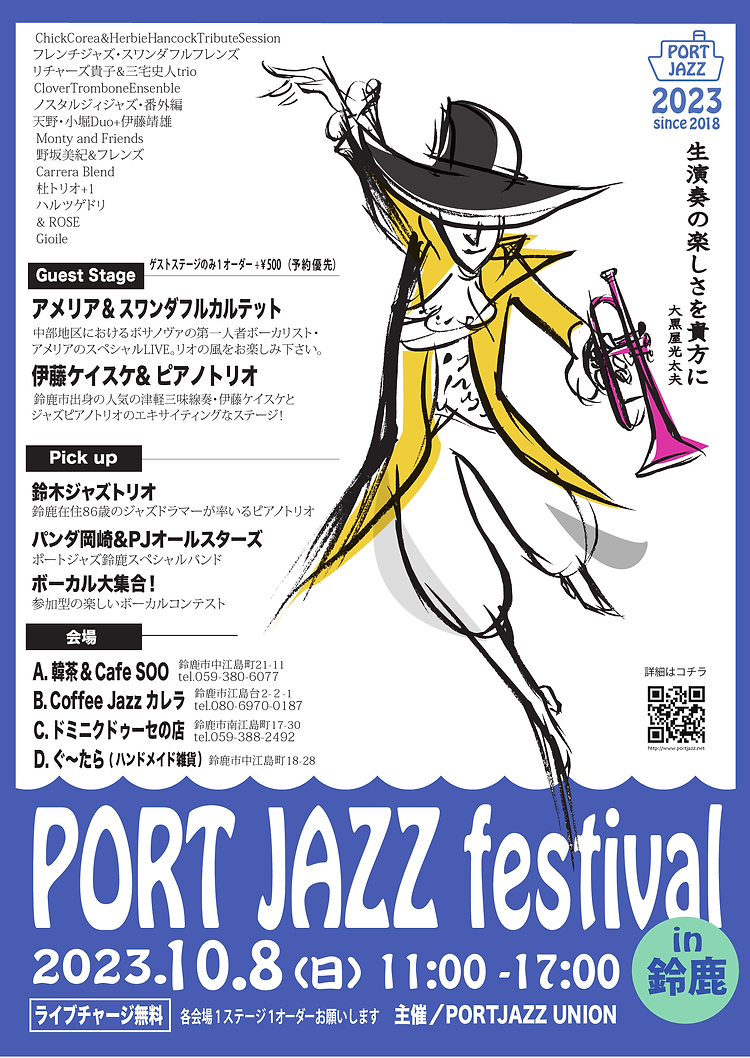 ChickCorea&HerbieHancockTributeSession
フレンチジャズ・スワンダフルフレンズ
リチャーズ貴子&三宅史人trio
CloverTromboneEnsenble
ノスタルジィジャズ・番外編
天野・小堀Duo+伊藤靖雄
Monty and Friends
野坂美紀&フレンズ
Carrera Blend
杜トリオ+1
ハルツゲドリ
& ROSE
Gioile
PORT
JAZZ
2023
since 2018
生演奏の楽しさを貴方に
大黒屋光太夫
Guest Stage ゲストステージのみ1オーダー+¥500（予約優先）
アメリア&スワンダフルカルテット
中部地区におけるボサノヴァの第一人者ボーカリスト・
アメリアのスペシャルLIVE。リオの風をお楽しみ下さい。
伊藤ケイスケ& ピアノトリオ
鈴鹿市出身の人気の津軽三味線奏・伊藤ケイスケと
ジャズピアノトリオのエキサイティングなステージ！
Pick up
鈴木ジャズトリオ
鈴鹿在住86歳のジャズドラマーが率いるピアノトリオ
バンダ岡崎&PJオールスターズ
ポートジャズ鈴鹿スペシャルバンド
ボーカル大集合！
参加型の楽しいボーカルコンテスト
会場
A. 韓茶&Cafe SOO 鈴鹿市中江島町21-11
tel.059-380-6077
B. Coffee Jazz カレラ 鈴鹿市江島台2-2-1
tel.080-6970-0187
C. ドミニクドゥーセの店 鈴鹿市南江島町17-30
tel.059-388-2492
D. ぐ〜たら（ハンドメイド雑貨） 鈴鹿市中江島町18-28
詳細はコチラ
http://www.portjazz.net
PORT JAZZ festival
in
鈴鹿
2023.10.8（日）11:00 -17:00
ライブチャージ無料 各会場1ステージ1オーダーお願いします 主催／PORTJAZZ UNION